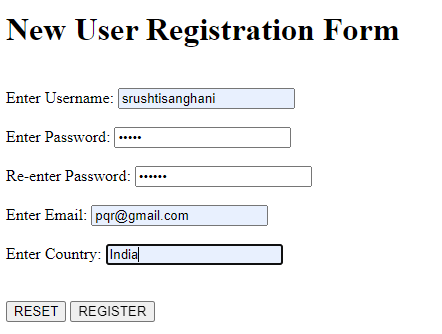 New User Registration Form
Enter Username: srushtisanghani
Enter Password: •••••
Re-enter Password: ••••••
Enter Email: pqr@gmail.com
Enter Country: India
RESET REGISTER